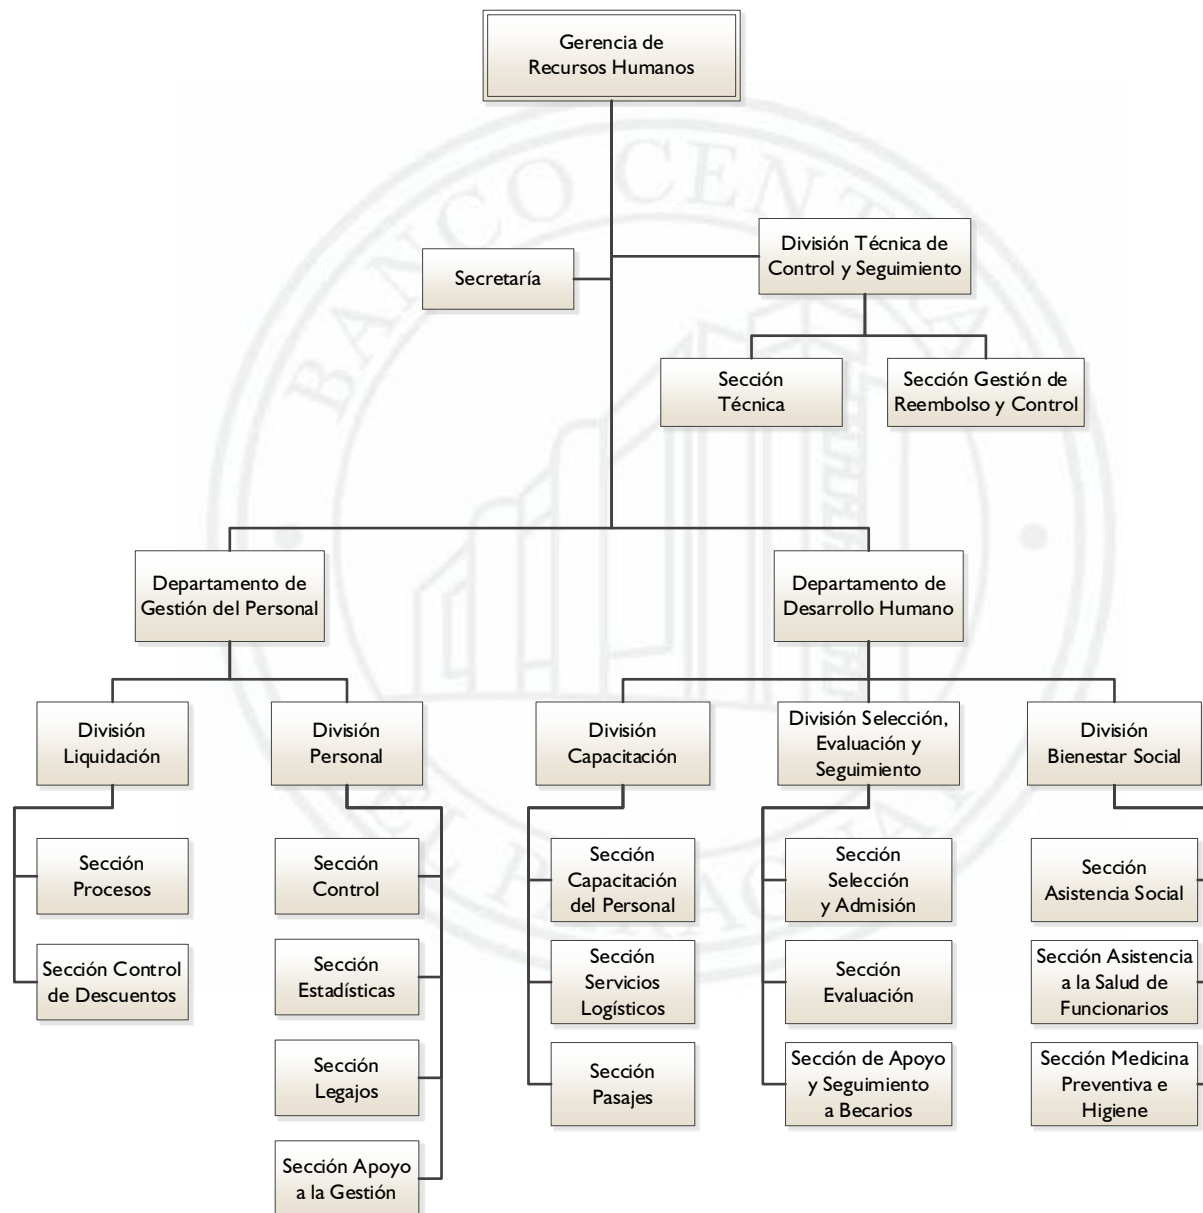 Gerencia de
Recursos Humanos
BANCO CENTRAL
Secretaría
División Técnica de
Control y Seguimiento
Sección
Técnica
Sección Gestión de
Reembolso y Control
Departamento de
Gestión del Personal
Departamento de
Desarrollo Humano
División
Liquidación
División
Personal
División
Capacitación
División Selección,
Evaluación y
Seguimiento
División
Bienestar Social
Sección
Procesos
Sección Control
de Descuentos
Sección
Control
Sección
Estadísticas
Sección
Legajos
Sección Apoyo
a la Gestión
Sección
Capacitación
del Personal
Sección
Servicios
Logísticos
Sección
Pasajes
Sección
Selección
y Admisión
Sección
Evaluación
Sección de Apoyo
y Seguimiento
a Becarios
Sección
Asistencia Social
Sección Asistencia
a la Salud de
Funcionarios
Sección Medicina
Preventiva e
Higiene